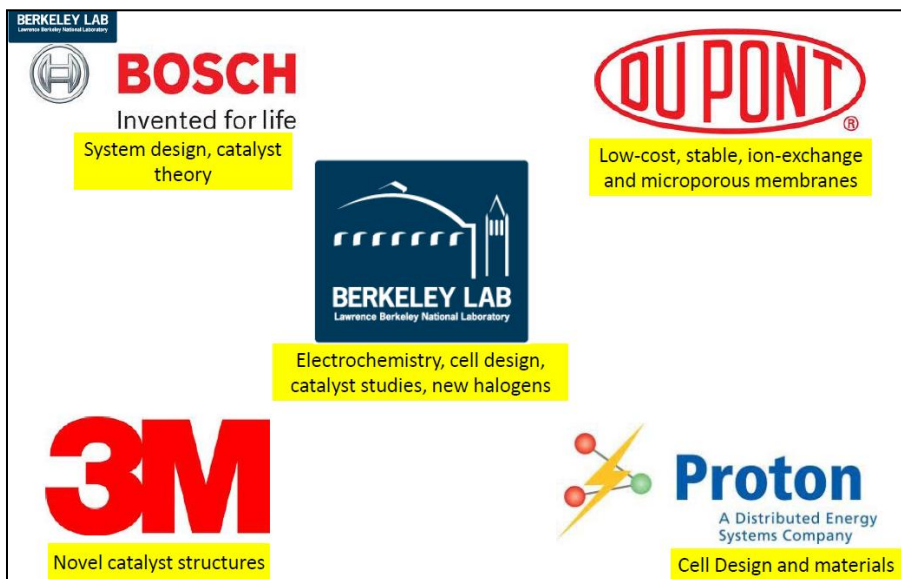 BERKELEY LAB
Lawrence Berkeley National Laboratory
BOSCH
Invented for life
System design, catalyst
theory
DU PONT
®
Low-cost, stable, ion-exchange
and microporous membranes
BERKELEY LAB
Lawrence Berkeley National Laboratory
Electrochemistry, cell design,
catalyst studies, new halogens
3M
Novel catalyst structures
Proton
A Distributed Energy
Systems Company
Cell Design and materials